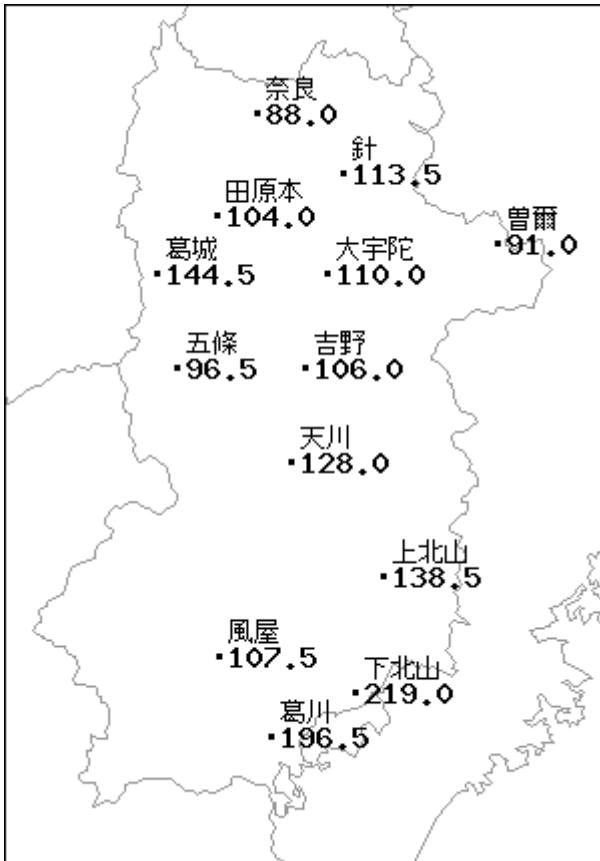 奈良
88.0
針
113.5
田原本
104.0
曽爾
91.0
葛城
144.5
大宇陀
110.0
五條
96.5
吉野
106.0
天川
128.0
上北山
138.5
風屋
107.5
下北山
219.0
葛川
196.5